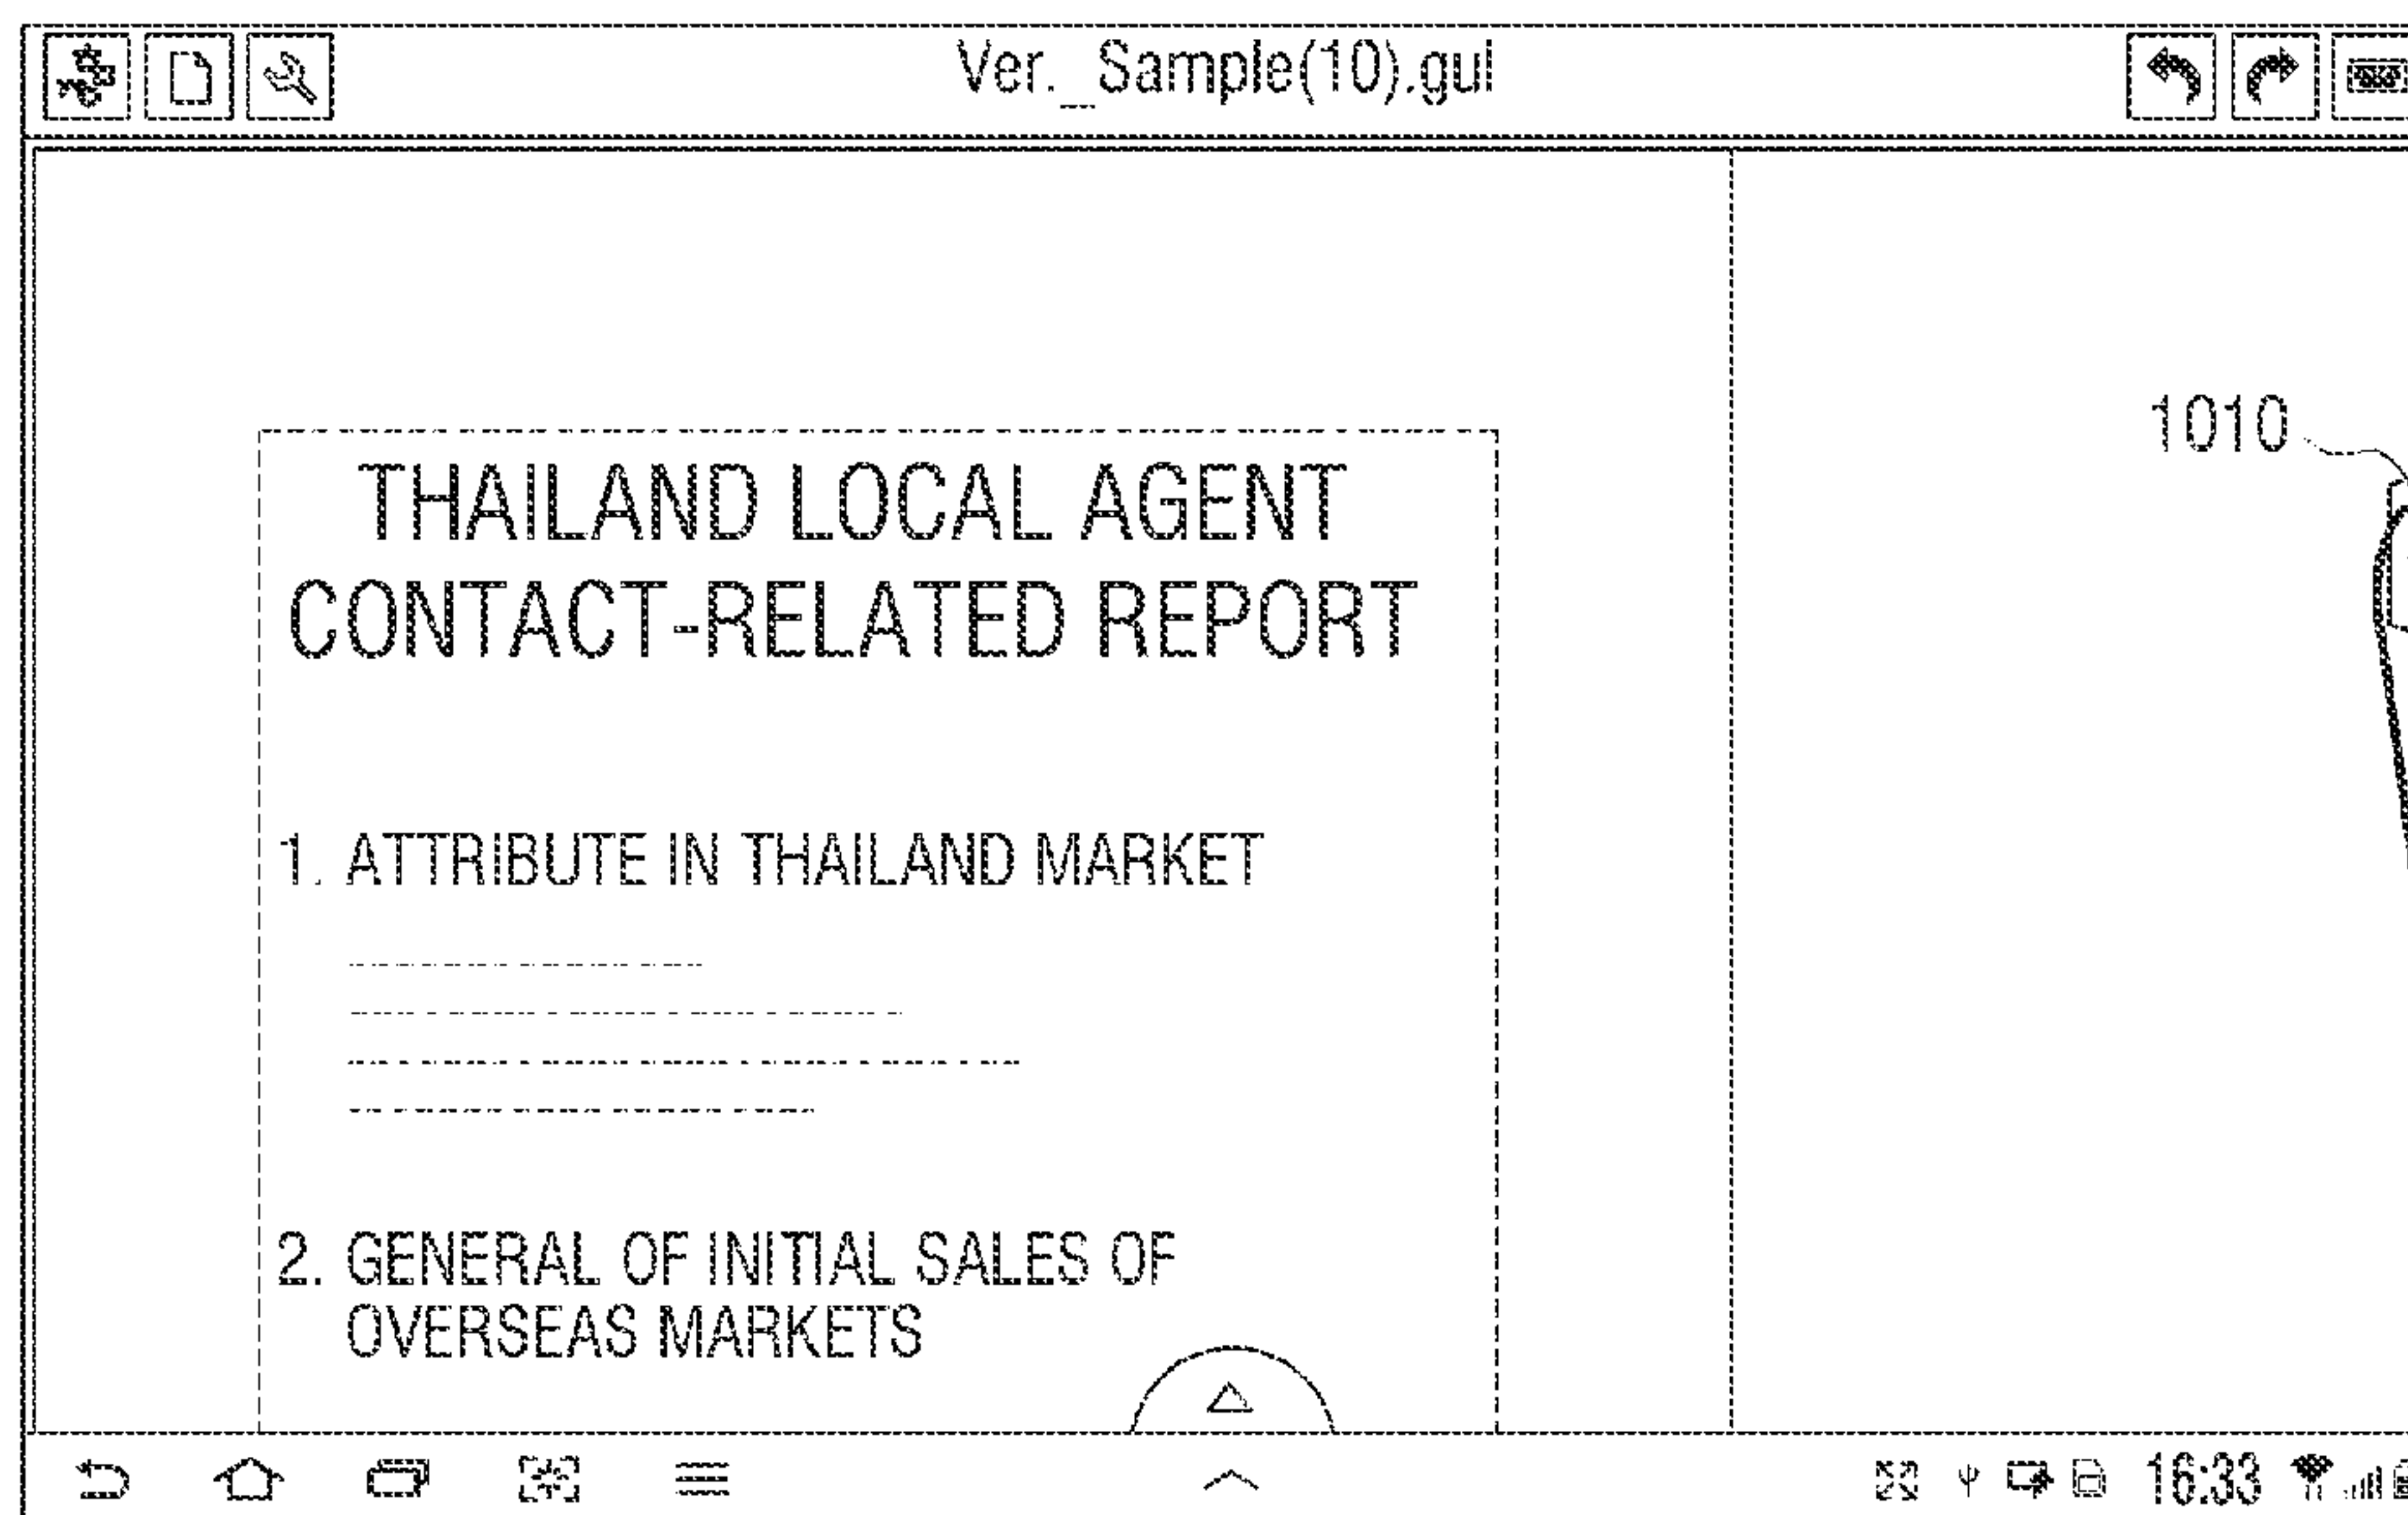 Ver._Sample(10).gul
1010
THAILAND LOCAL AGENT
CONTACT-RELATED REPORT
1. ATTRIBUTE IN THAILAND MARKET
2. GENERAL OF INITIAL SALES OF
OVERSEAS MARKETS
16:33